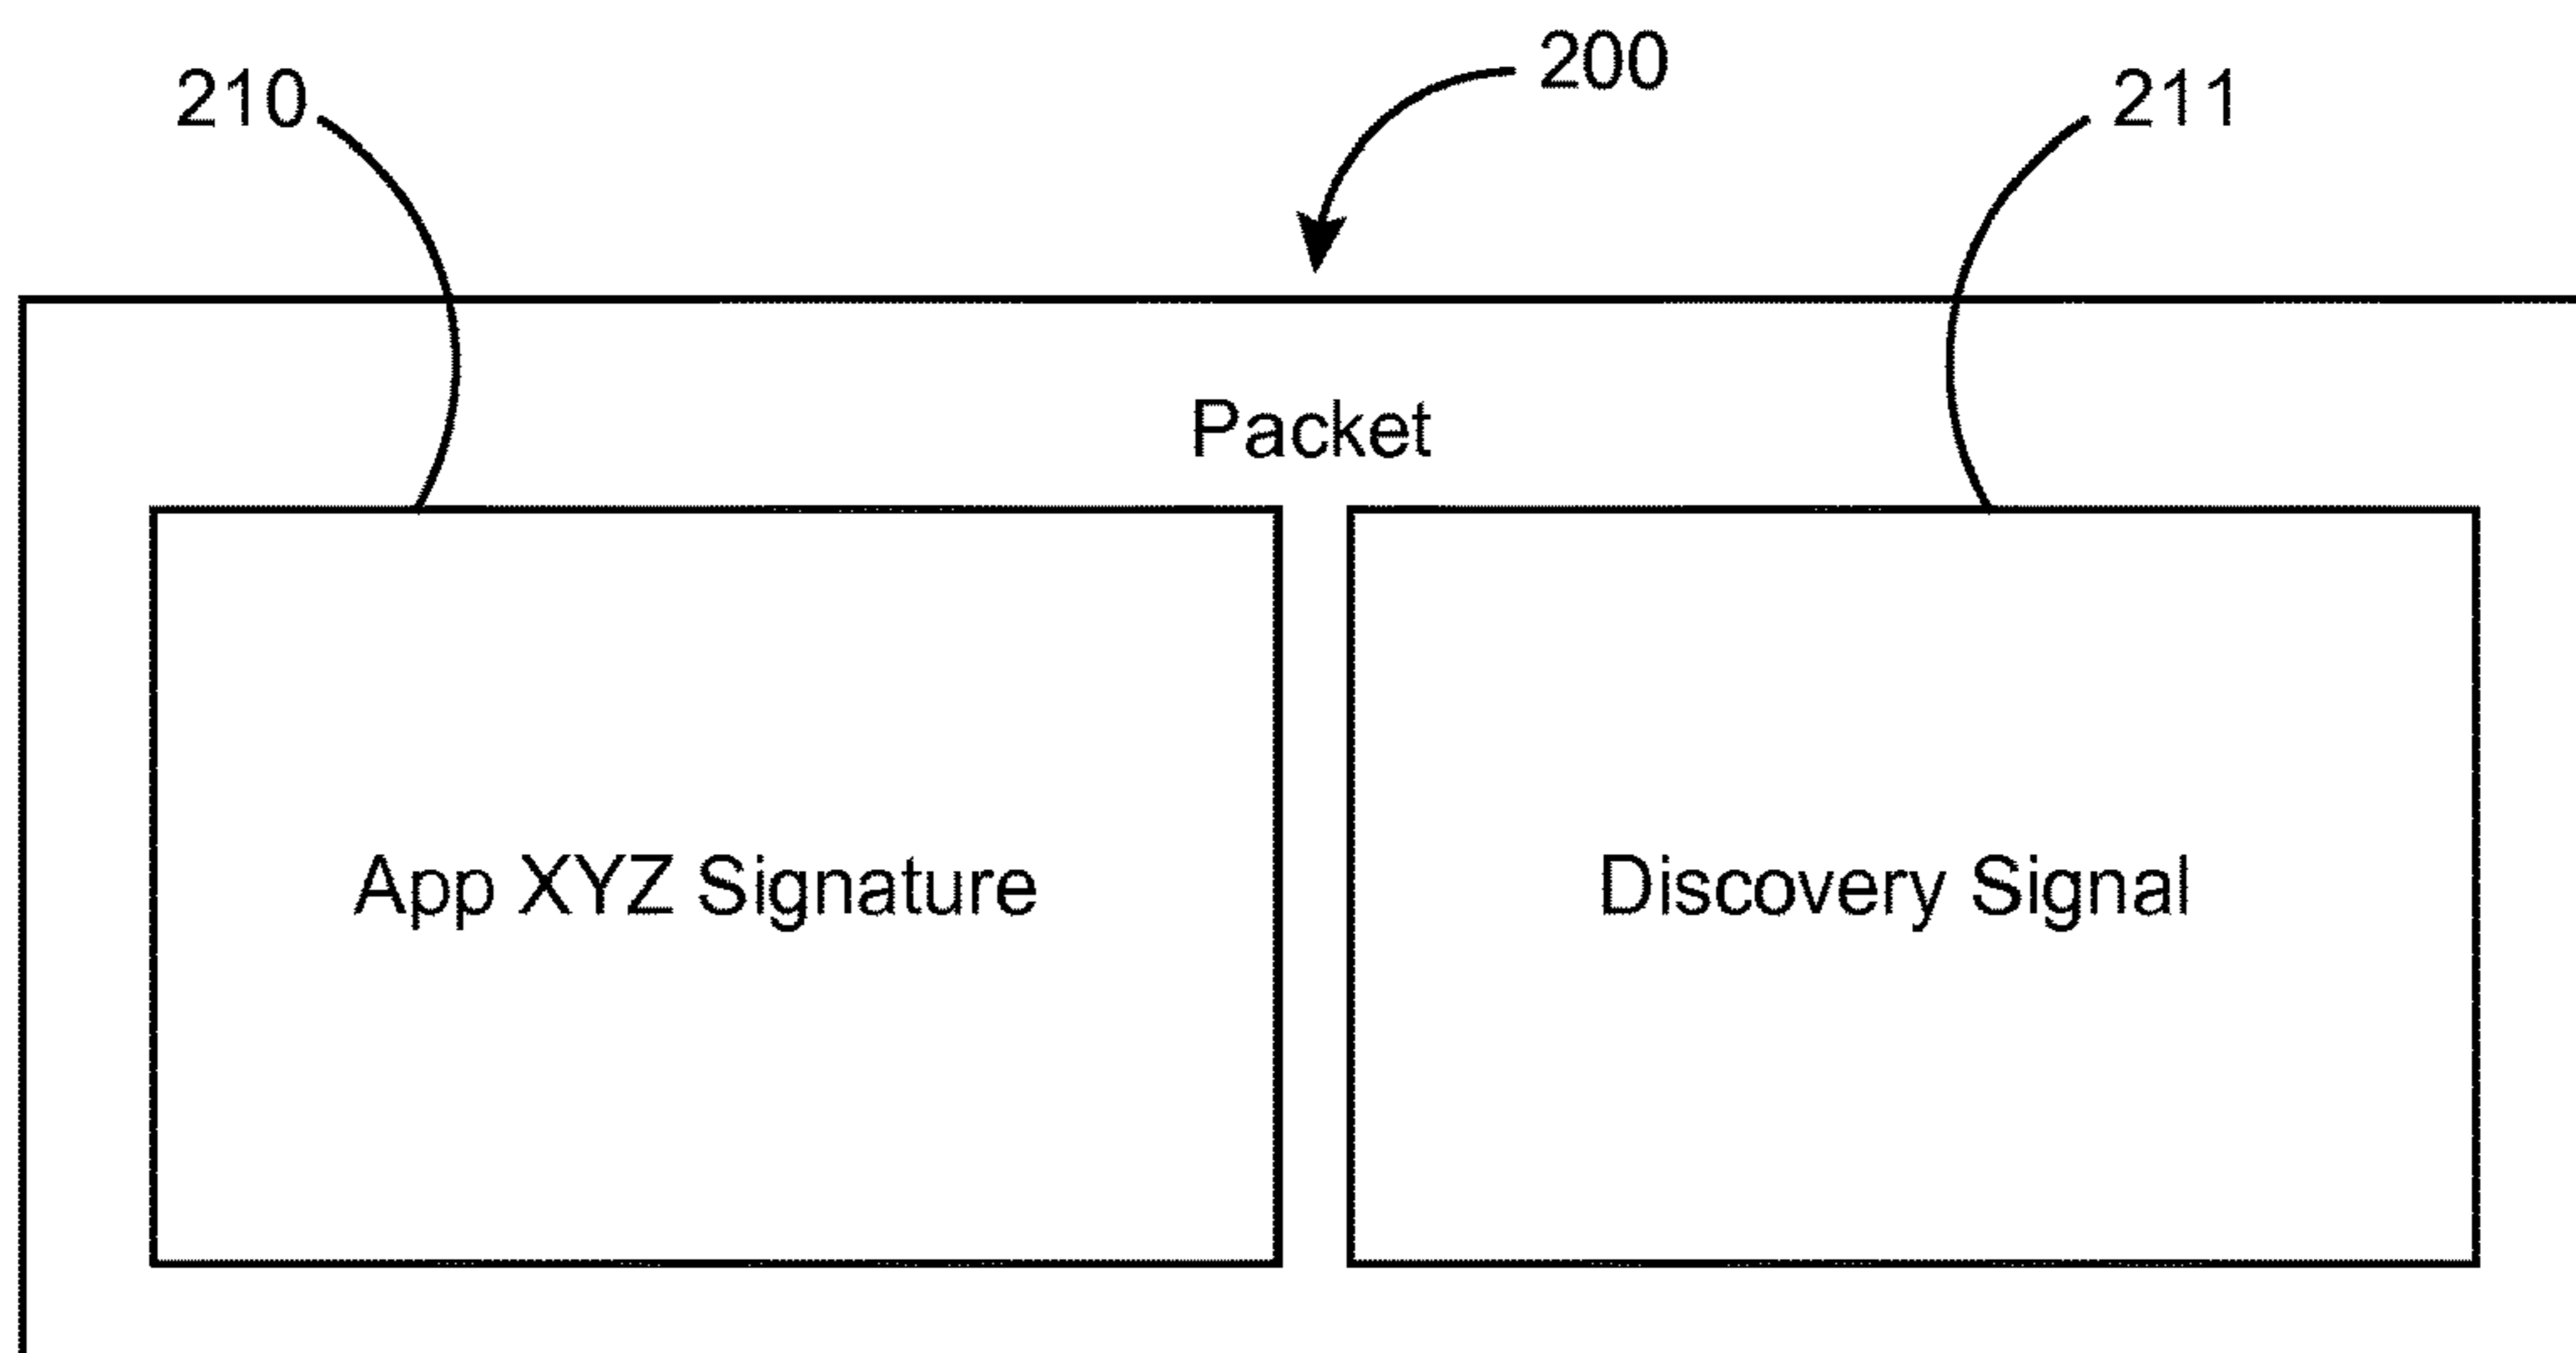 200
210
211
Packet
App XYZ Signature
Discovery Signal